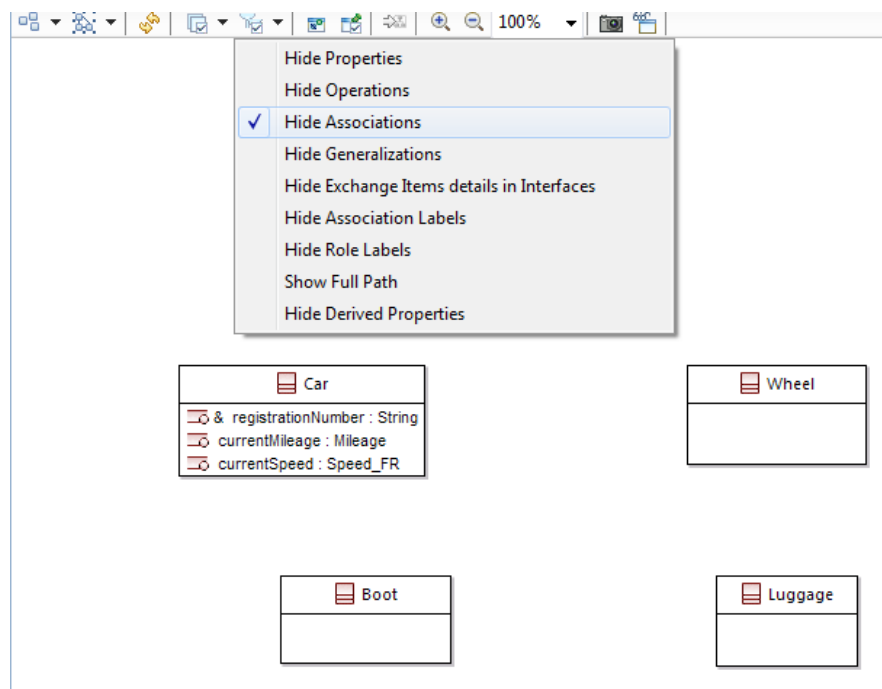 100%
Hide Properties
Hide Operations
Hide Associations
Hide Generalizations
Hide Exchange Items details in Interfaces
Hide Association Labels
Hide Role Labels
Show Full Path
Hide Derived Properties
Car
& registrationNumber : String
currentMileage : Mileage
currentSpeed : Speed_FR
Wheel
Boot
Luggage